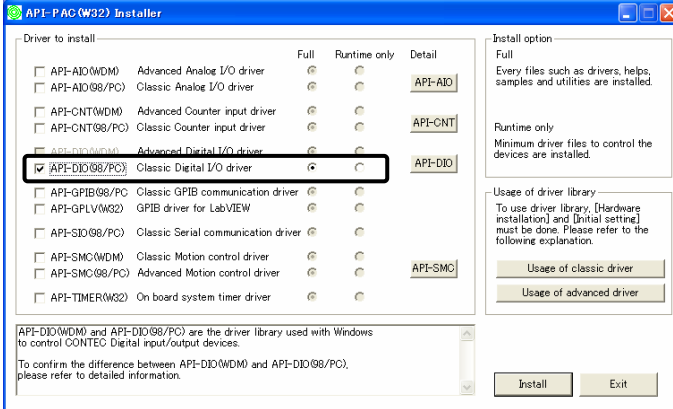 API-PAC(W32) Installer
Driver to install
Full Runtime only Detail
API-AIO(WDM) Advanced Analog I/O driver
API-AIO(98/PC) Classic Analog I/O driver
API-AIO
API-CNT(WDM) Advanced Counter input driver
API-CNT(98/PC) Classic Counter input driver
API-CNT
API-DIO(WDM) Advanced Digital I/O driver
API-DIO(98/PC) Classic Digital I/O driver
API-DIO
API-GPIB(98/PC Classic GPIB communication driver
API-GPLV(W32) GPIB driver for LabVIEW
API-SIO(98/PC) Classic Serial communication driver
API-SMC(WDM) Classic Motion control driver
API-SMC(98/PC) Advanced Motion control driver
API-SMC
API-TIMER(W32) On board system timer driver
API-DIO(WDM) and API-DIO(98/PC) are the driver library used with Windows
to control CONTEC Digital input/output devices.
To confirm the difference between API-DIO(WDM) and API-DIO(98/PC),
please refer to detailed information.
Install option
Full
Every files such as drivers, helps,
samples and utilities are installed.
Runtime only
Minimum driver files to control the
devices are installed.
Usage of driver library
To use driver library, [Hardware
installation] and [Initial setting]
must be done. Please refer to the
following explanation.
Usage of classic driver
Usage of advanced driver
Install Exit